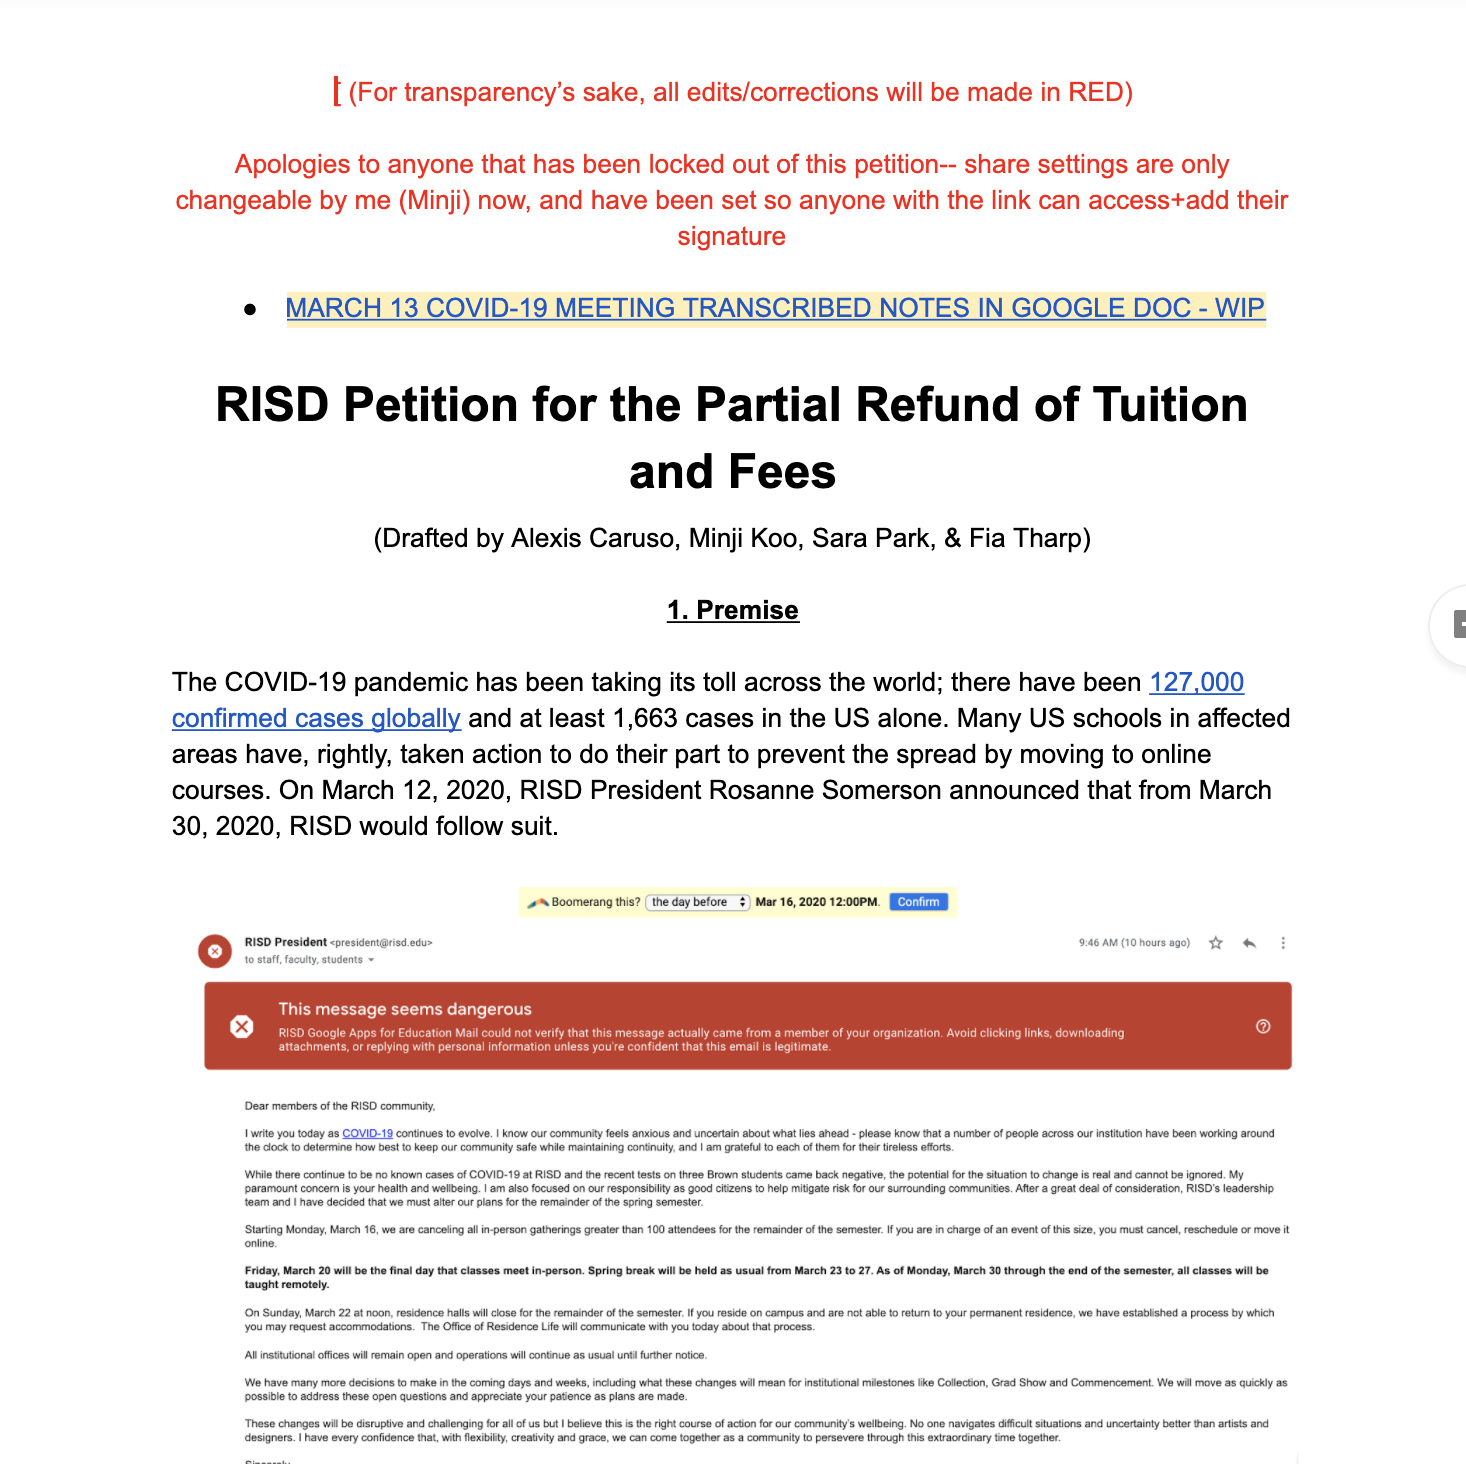 [ (For transparency’s sake, all edits/corrections will be made in RED)
Apologies to anyone that has been locked out of this petition-- share settings are only
changeable by me (Minji) now, and have been set so anyone with the link can access+add their
signature
● MARCH 13 COVID-19 MEETING TRANSCRIBED NOTES IN GOOGLE DOC - WIP
RISD Petition for the Partial Refund of Tuition
and Fees
(Drafted by Alexis Caruso, Minji Koo, Sara Park, & Fia Tharp)
1. Premise
The COVID-19 pandemic has been taking its toll across the world; there have been 127,000
confirmed cases globally and at least 1,663 cases in the US alone. Many US schools in affected
areas have, rightly, taken action to do their part to prevent the spread by moving to online
courses. On March 12, 2020, RISD President Rosanne Somerson announced that from March
30, 2020, RISD would follow suit.
Boomerang this? the day before Mar 16, 2020 12:00PM. Confirm
RISD President <president@risd.edu> 9:46 AM (10 hours ago)
to staff, faculty, students
This message seems dangerous
RISD Google Apps for Education Mail could not verify that this message actually came from a member of your organization. Avoid clicking links, downloading
attachments, or replying with personal information unless you're confident that this email is legitimate.
Dear members of the RISD community,
I write you today as COVID-19 continues to evolve. I know our community feels anxious and uncertain about what lies ahead - please know that a number of people across our institution have been working around
the clock to determine how best to keep our community safe while maintaining continuity, and I am grateful to each of them for their tireless efforts.
While there continue to be no known cases of COVID-19 at RISD and the recent tests on three Brown students came back negative, the potential for the situation to change is real and cannot be ignored. My
paramount concern is your health and wellbeing. I am also focused on our responsibility as good citizens to help mitigate risk for our surrounding communities. After a great deal of consideration, RISD's leadership
team and I have decided that we must alter our plans for the remainder of the spring semester.
Starting Monday, March 16, we are canceling all in-person gatherings greater than 100 attendees for the remainder of the semester. If you are in charge of an event of this size, you must cancel, reschedule or move it
online.
Friday, March 20 will be the final day that classes meet in-person. Spring break will be held as usual from March 23 to 27. As of Monday, March 30 through the end of the semester, all classes will be
taught remotely.
On Sunday, March 22 at noon, residence halls will close for the remainder of the semester. If you reside on campus and are not able to return to your permanent residence, we have established a process by which
you may request accommodations. The Office of Residence Life will communicate with you today about that process.
All institutional offices will remain open and operations will continue as usual until further notice.
We have many more decisions to make in the coming days and weeks, including what these changes will mean for institutional milestones like Collection, Grad Show and Commencement. We will move as quickly as
possible to address these open questions and appreciate your patience as plans are made.
These changes will be disruptive and challenging for all of us but I believe this is the right course of action for our community's wellbeing. No one navigates difficult situations and uncertainty better than artists and
designers. I have every confidence that, with flexibility, creativity and grace, we can come together as a community to persevere through this extraordinary time together.